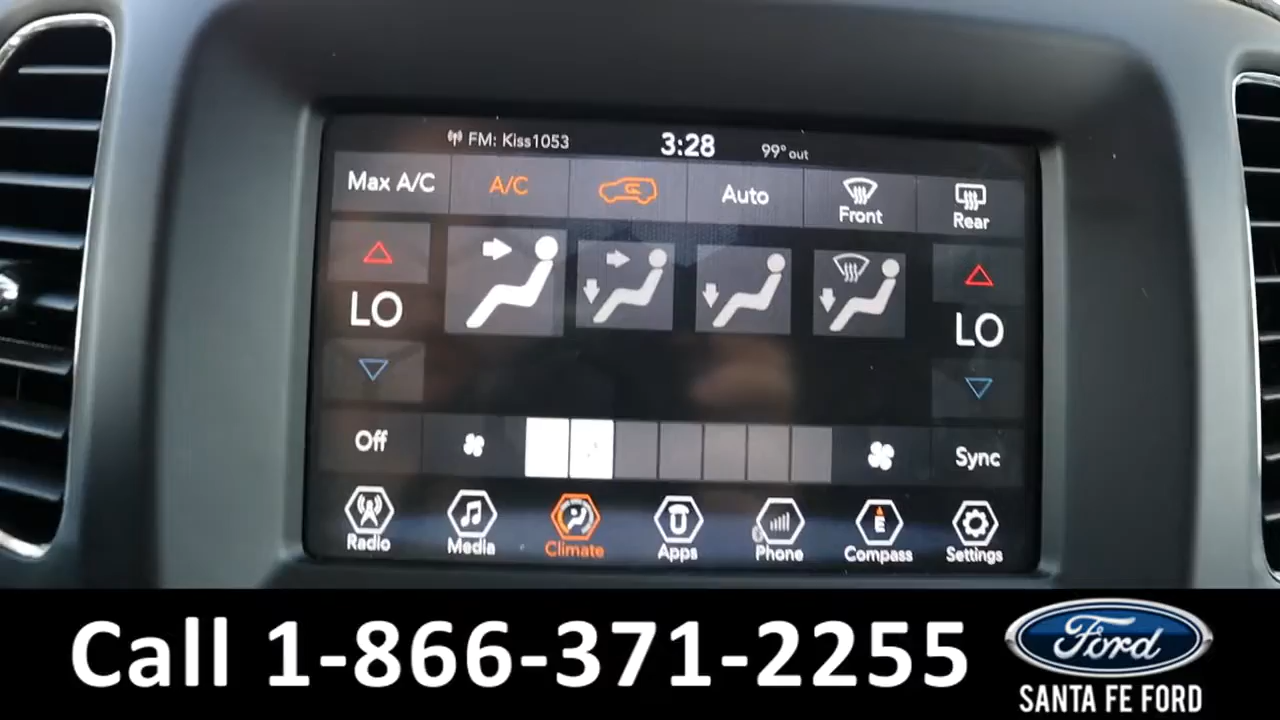 FM: Kiss1053 3:28 99° out
Max A/C A/C Auto Front Rear
LO LO
Off Sync
Radio Media Climate Apps Phone Compass Settings
E
Call 1-866-371-2255
Ford
SANTA FE FORD